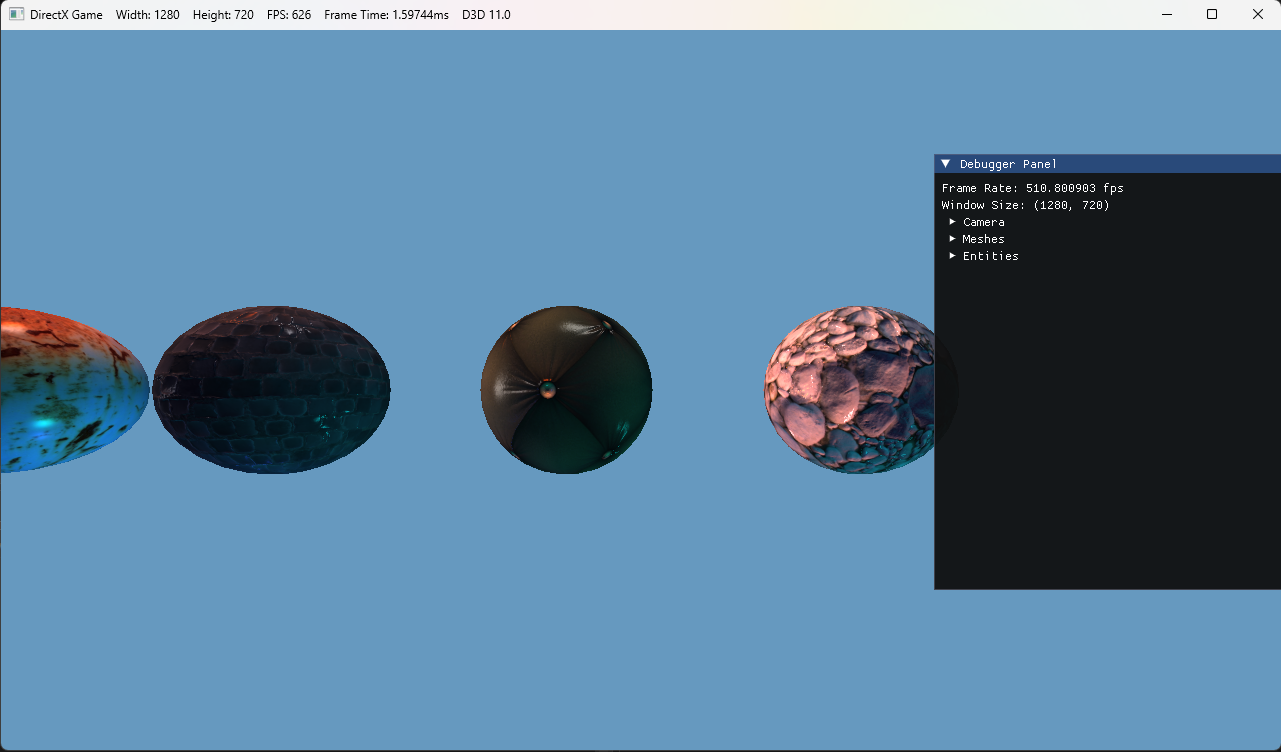 DirectX Game    Width: 1280    Height: 720    FPS: 626    Frame Time: 1.59744ms    D3D 11.0
Debugger Panel
Frame Rate: 510.800903 fps
Window Size: (1280, 720)
Camera
Meshes
Entities